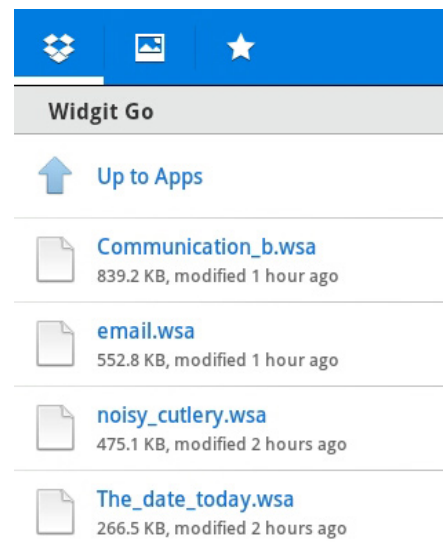 Widgit Go
Up to Apps
Communication_b.wsa
839.2 KB, modified 1 hour ago
email.wsa
552.8 KB, modified 1 hour ago
noisy_cutlery.wsa
475.1 KB, modified 2 hours ago
The_date_today.wsa
266.5 KB, modified 2 hours ago